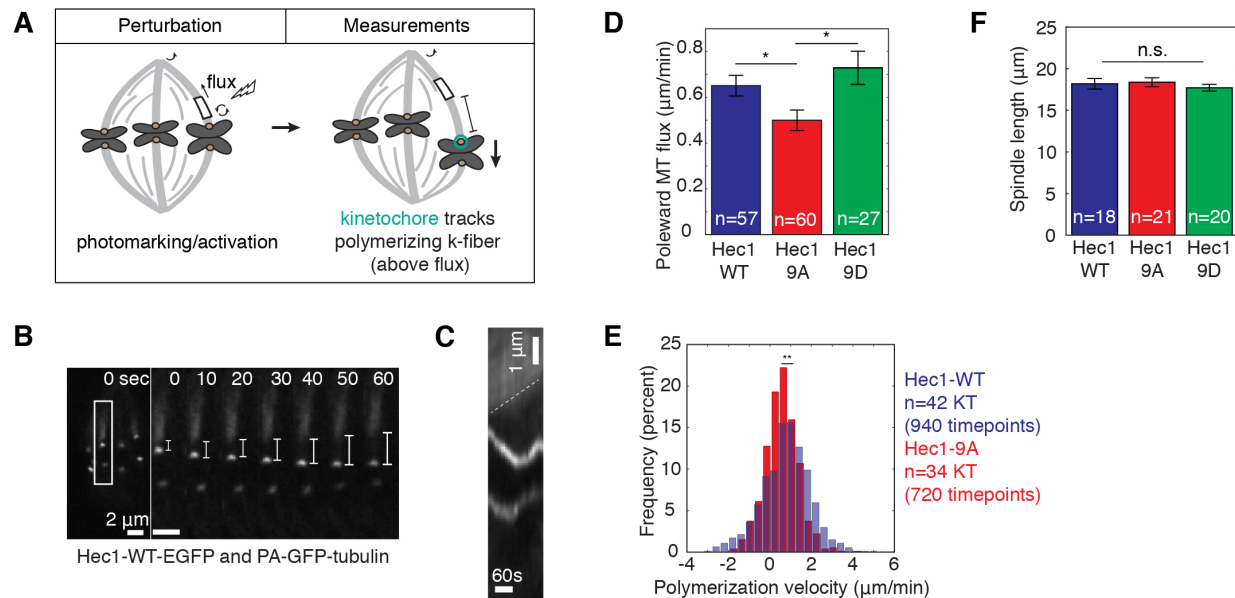 A
Perturbation
Measurements
flux
photomarking/activation
kinetochore tracks
polymerizing k-fiber
(above flux)
B
0 sec
0
10
20
30
40
50
60
2 µm
Hec1-WT-EGFP and PA-GFP-tubulin
C
1 µm
60s
D
Poleward MT flux (µm/min)
0.8
0.6
0.4
0.2
0
*
*
n=57
n=60
n=27
Hec1
WT
Hec1
9A
Hec1
9D
E
Frequency (percent)
25
20
15
10
5
0
**
-4
-2
0
2
4
6
Polymerization velocity (µm/min)
Hec1-WT
n=42 KT
(940 timepoints)
Hec1-9A
n=34 KT
(720 timepoints)
F
Spindle length (µm)
25
20
15
10
5
0
n.s.
n=18
n=21
n=20
Hec1
WT
Hec1
9A
Hec1
9D